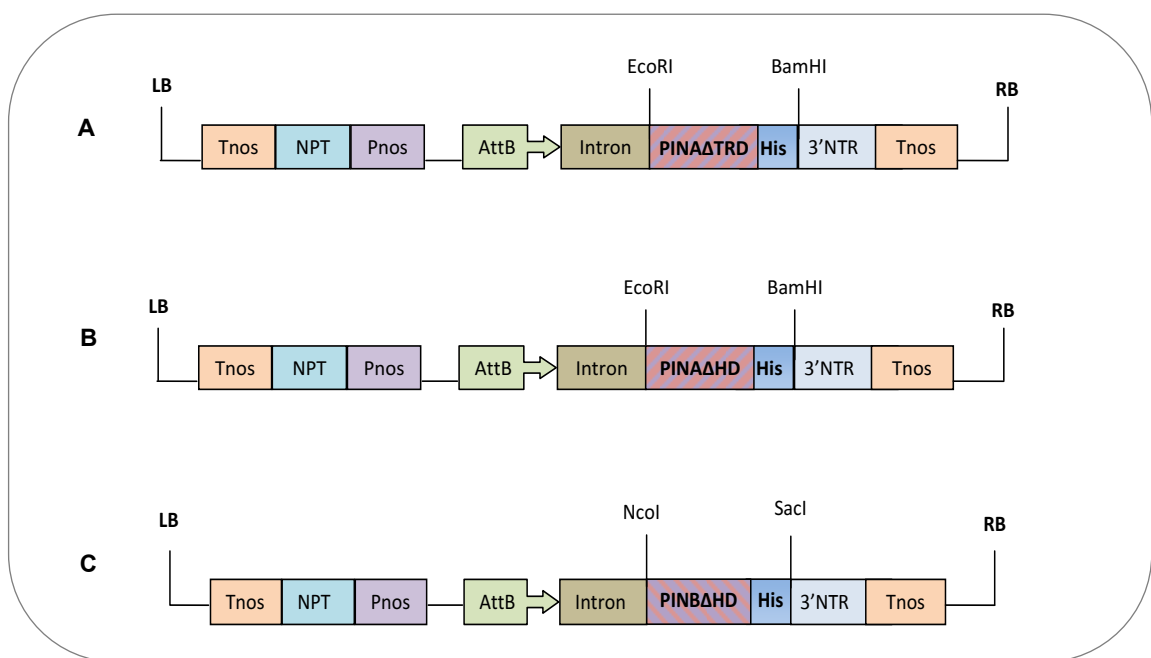 EcoRI BamHI
LB RB
A
Tnos NPT Pnos AttB Intron PINAΔTRD His 3'NTR Tnos
EcoRI BamHI
LB RB
B
Tnos NPT Pnos AttB Intron PINAΔHD His 3'NTR Tnos
NcoI SacI
LB RB
C
Tnos NPT Pnos AttB Intron PINBΔHD His 3'NTR Tnos